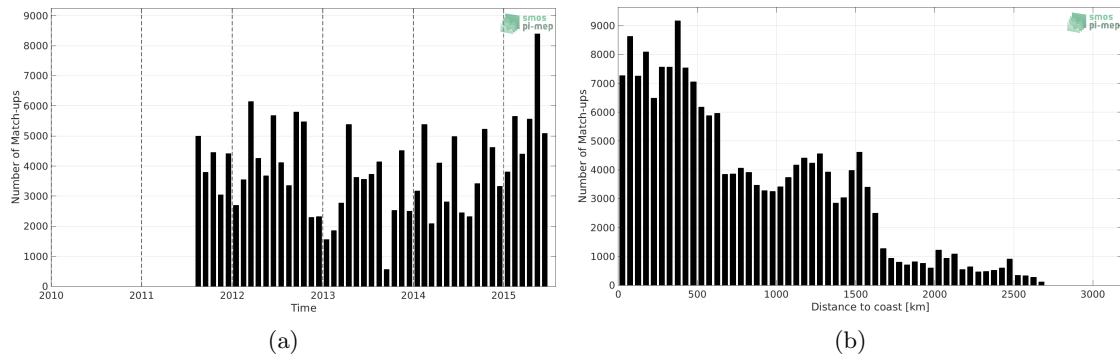 smos
pi-mep
Number of Match-ups
9000
8000
7000
6000
5000
4000
3000
2000
1000
0
2010 2011 2012 2013 2014 2015
Time
(a)
smos
pi-mep
Number of Match-ups
9000
8000
7000
6000
5000
4000
3000
2000
1000
0
0 500 1000 1500 2000 2500 3000
Distance to coast [km]
(b)